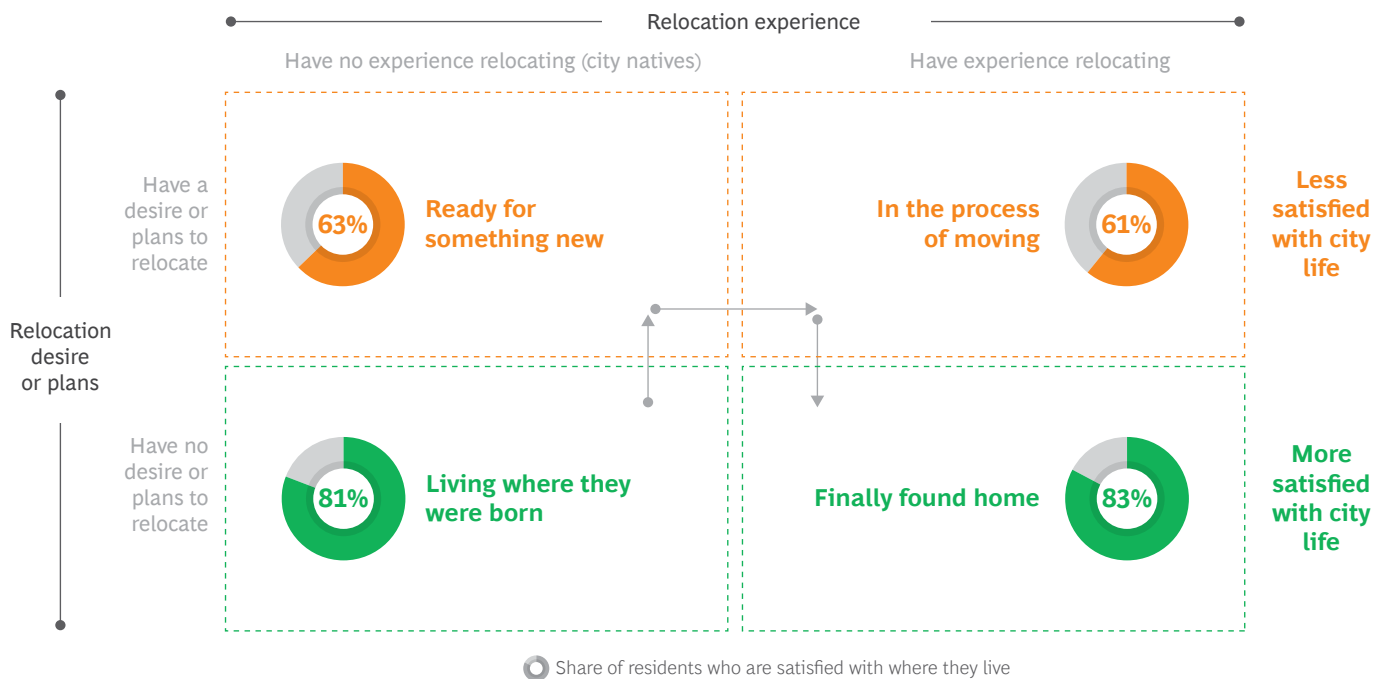 Relocation experience
Have no experience relocating (city natives)
Have experience relocating
Relocation
desire
or plans
Have a
desire or
plans to
relocate
63%
Ready for
something new
In the process
of moving
61%
Less
satisfied
with city
life
Have no
desire or
plans to
relocate
81%
Living where they
were born
Finally found home
83%
More
satisfied
with city
life
Share of residents who are satisfied with where they live